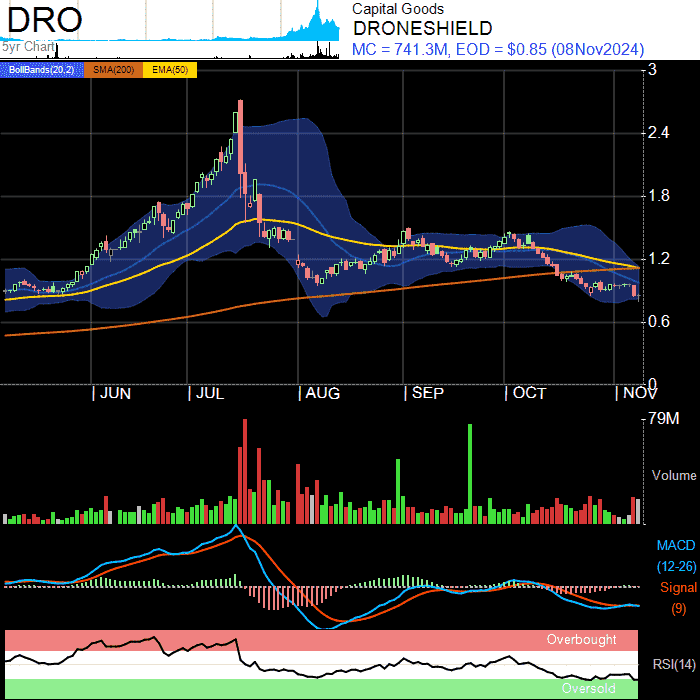 DRO
Capital Goods
DRONESHIELD
5yr Chart
MC = 741.3M, EOD = $0.85 (08Nov2024)
BollBands(20,2) SMA(200) EMA(50)
3
2.4
1.8
1.2
0.6
0
JUN JUL AUG SEP OCT NOV
79M
Volume
MACD
(12-26)
Signal
(9)
Overbought
RSI(14)
Oversold